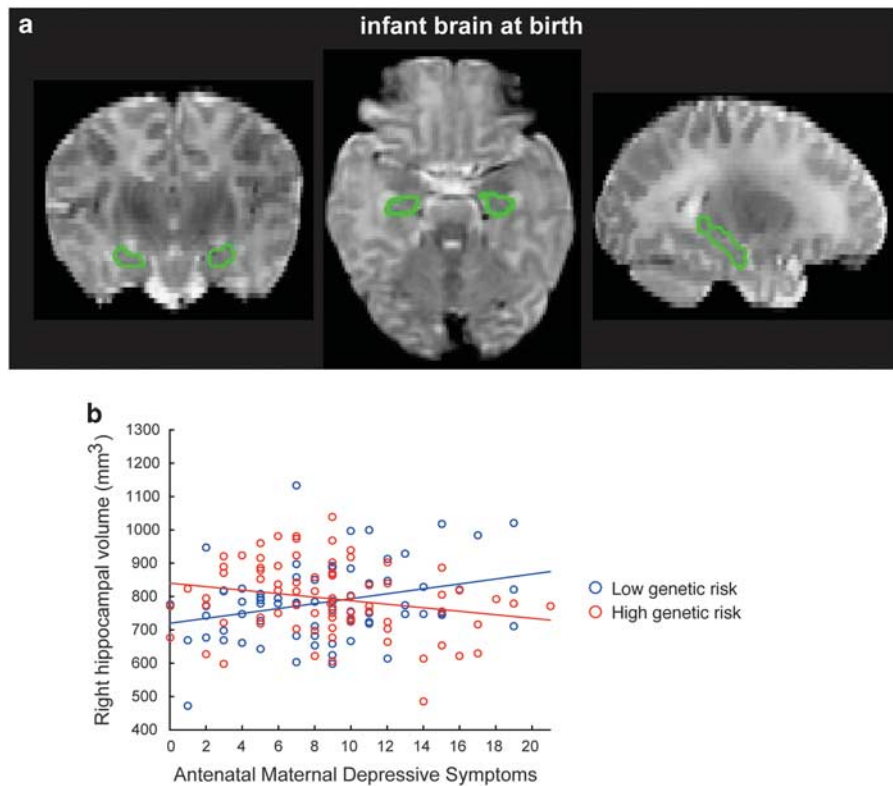 a
infant brain at birth
b
1300
1200
1100
1000
900
800
700
600
500
400
Right hippocampal volume (mm3)
0 2 4 6 8 10 12 14 16 18 20
Antenatal Maternal Depressive Symptoms
Low genetic risk
High genetic risk